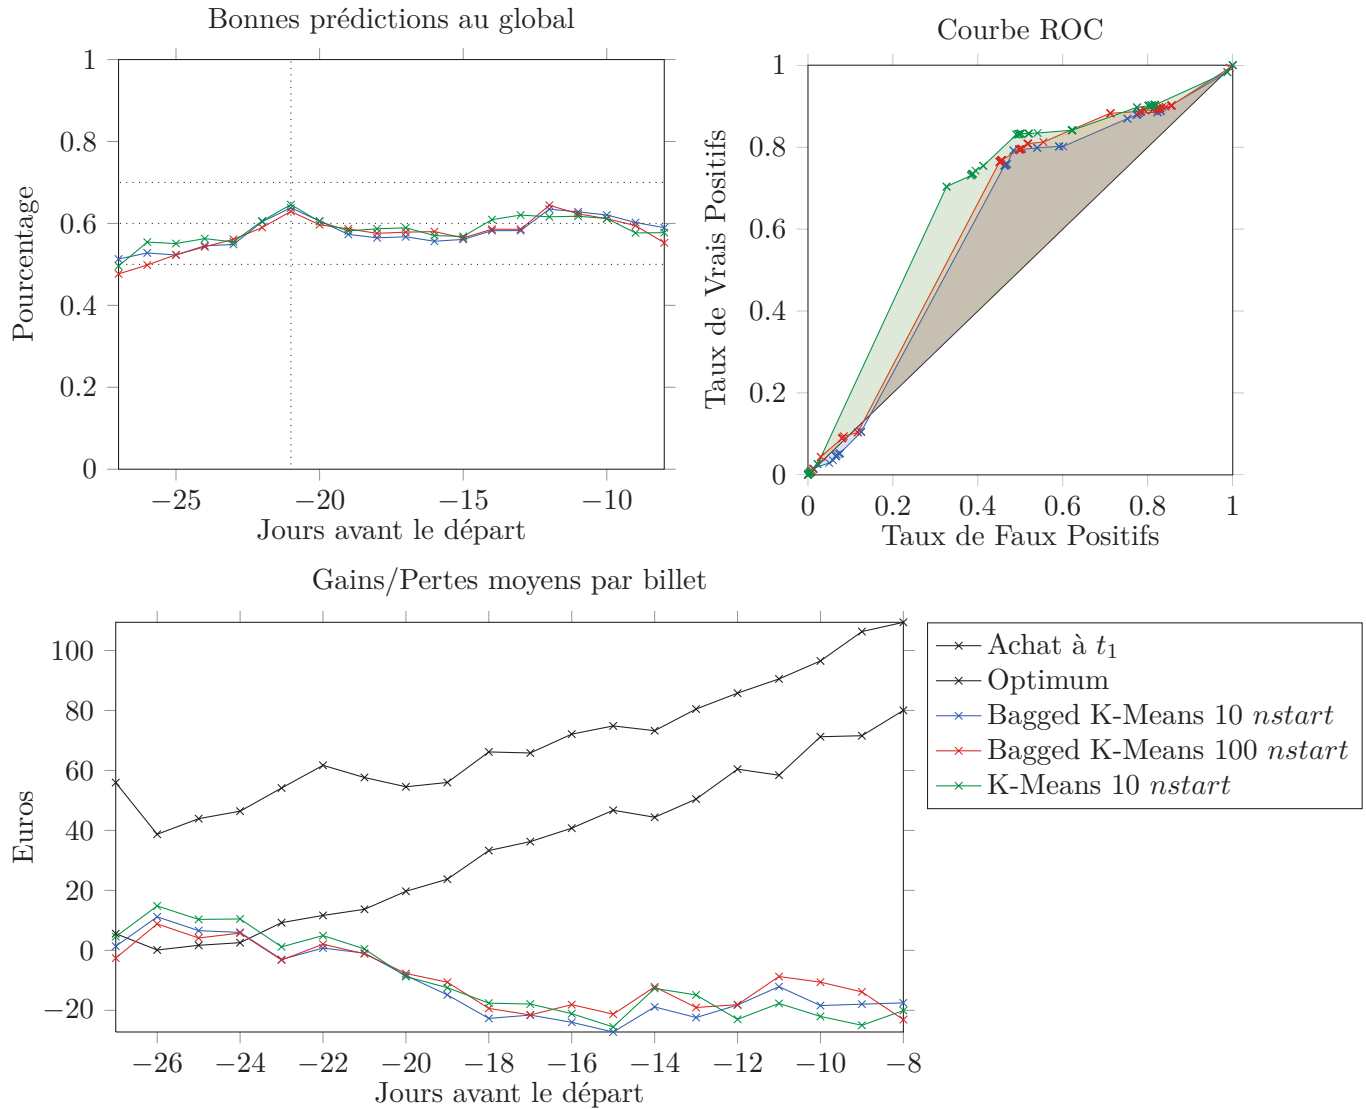 Bonnes prédictions au global
1
0.8
0.6
0.4
0.2
0
Pourcentage
−25
−20
−15
−10
Jours avant le départ
Courbe ROC
1
0.8
0.6
0.4
0.2
0
Taux de Vrais Positifs
0
0.2
0.4
0.6
0.8
1
Taux de Faux Positifs
Gains/Pertes moyens par billet
100
80
60
40
20
0
−20
Euros
−26
−24
−22
−20
−18
−16
−14
−12
−10
−8
Jours avant le départ
Achat à t₁
Optimum
Bagged K-Means 10 nstart
Bagged K-Means 100 nstart
K-Means 10 nstart